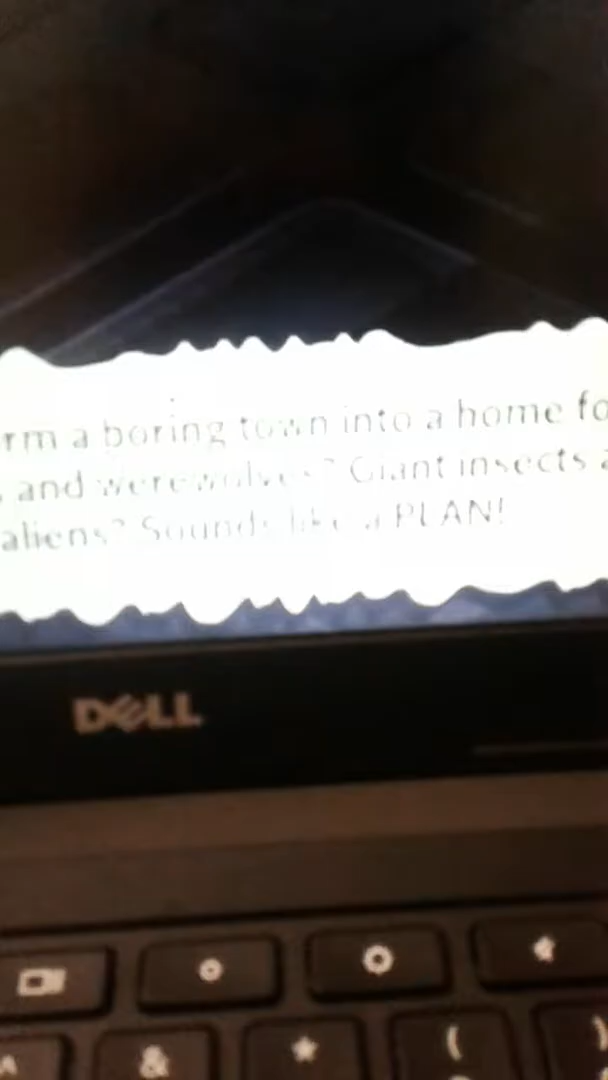 rm a boring town into a home fo
and werewolves? Giant insects a
aliens? Sounds like a PLAN!
DELL
& * (
)